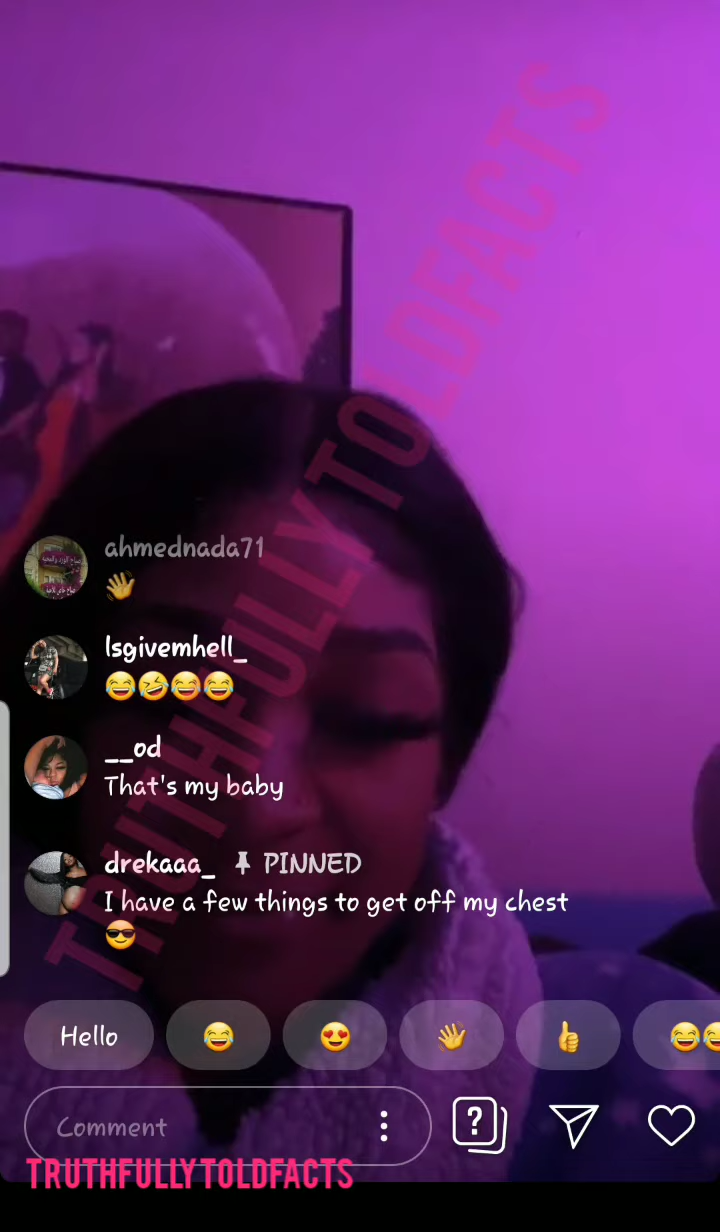 TRUTHFULLYTOLDFACTS
ahmednada71
👋
lsgivemhell_
😂🤣😂😂
__od
That's my baby
drekaaa_ PINNED
I have a few things to get off my chest
😎
Hello 😂 😍 👋 👍 😂😂
Comment
TRUTHFULLYTOLDFACTS